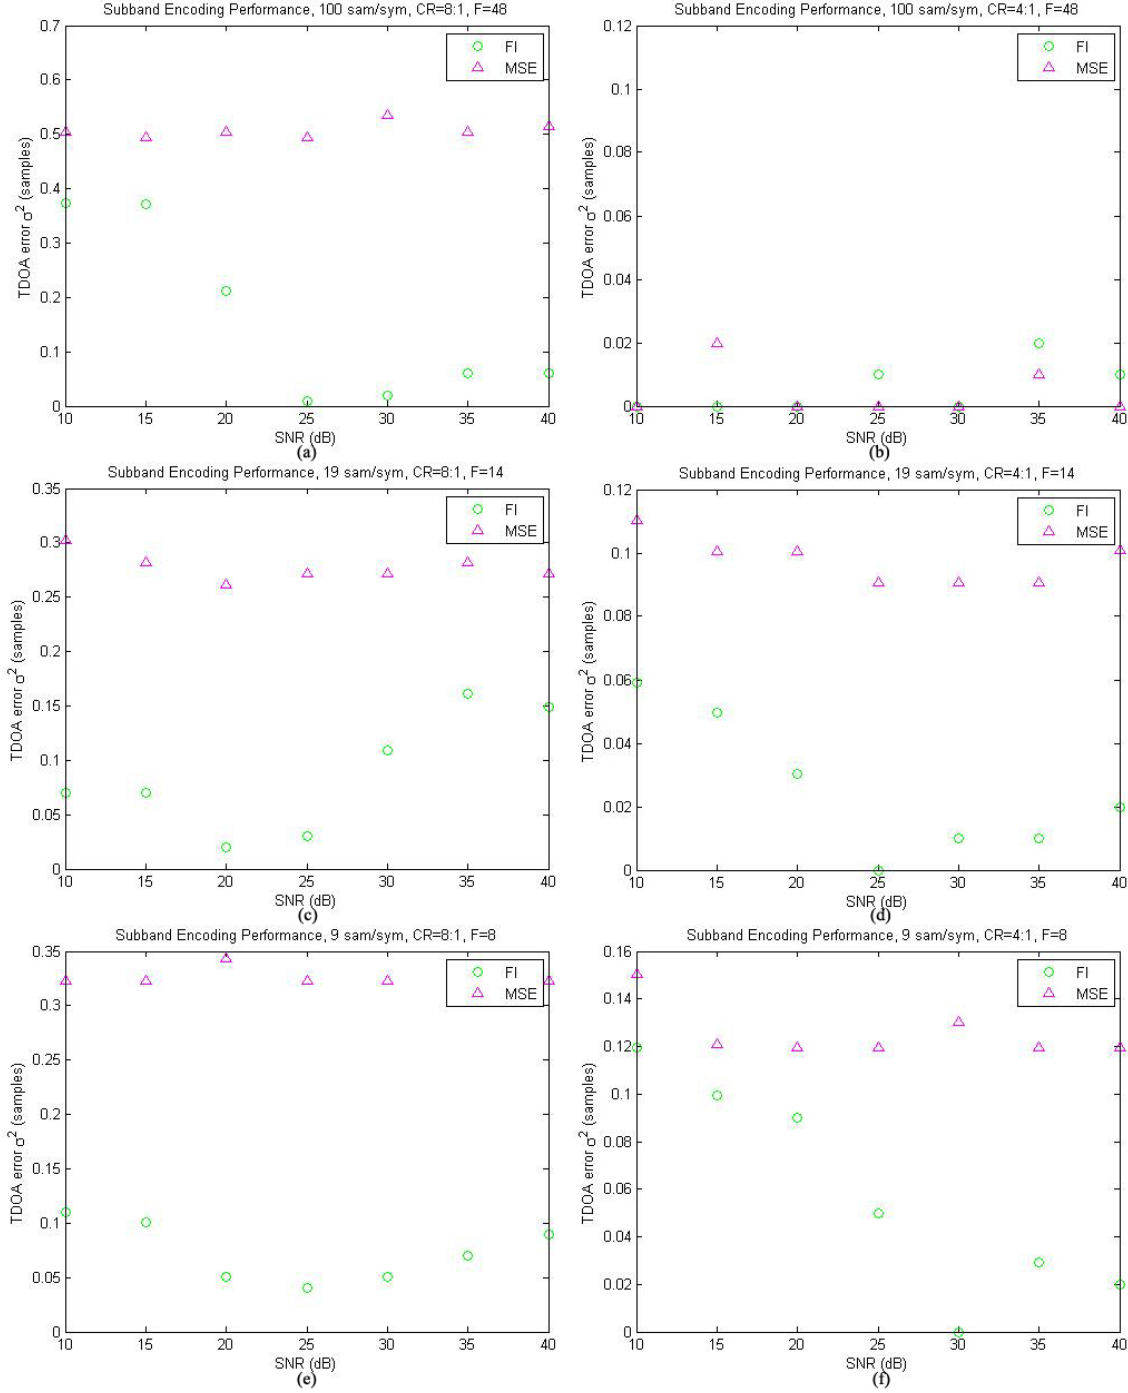 Subband Encoding Performance, 100 sam/sym, CR=8:1, F=48
0.7
0.6
0.5
0.4
0.3
0.2
0.1
0
TDOA error σ² (samples)
FI
MSE
10 15 20 25 30 35 40
SNR (dB)
(a)
Subband Encoding Performance, 100 sam/sym, CR=4:1, F=48
0.12
0.1
0.08
0.06
0.04
0.02
0
TDOA error σ² (samples)
FI
MSE
10 15 20 25 30 35 40
SNR (dB)
(b)
Subband Encoding Performance, 19 sam/sym, CR=8:1, F=14
0.35
0.3
0.25
0.2
0.15
0.1
0.05
0
TDOA error σ² (samples)
FI
MSE
10 15 20 25 30 35 40
SNR (dB)
(c)
Subband Encoding Performance, 19 sam/sym, CR=4:1, F=14
0.12
0.1
0.08
0.06
0.04
0.02
0
TDOA error σ² (samples)
FI
MSE
10 15 20 25 30 35 40
SNR (dB)
(d)
Subband Encoding Performance, 9 sam/sym, CR=8:1, F=8
0.35
0.3
0.35
0.2
0.15
0.1
0.05
0
TDOA error σ² (samples)
FI
MSE
10 15 20 25 30 35 40
SNR (dB)
(e)
Subband Encoding Performance, 9 sam/sym, CR=4:1, F=8
0.16
0.14
0.12
0.1
0.08
0.06
0.04
0.02
0
TDOA error σ² (samples)
FI
MSE
10 15 20 25 30 35 40
SNR (dB)
(f)